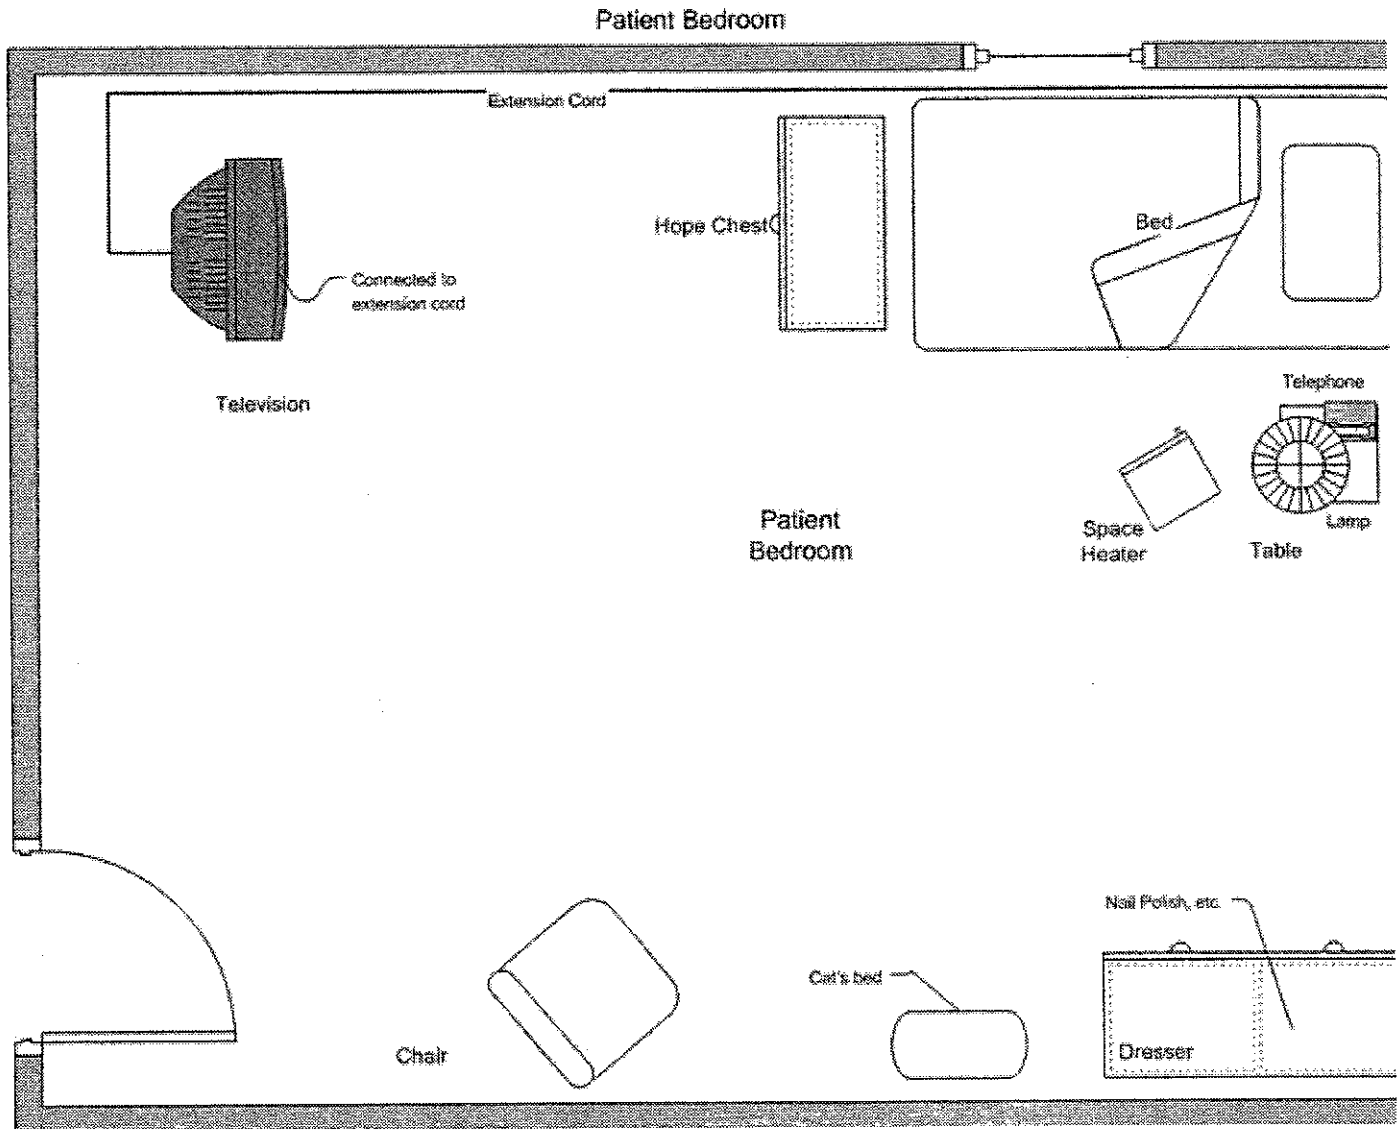 Patient Bedroom
Extension Cord
Hope Chest
Bed
Connected to
extension cord
Television
Telephone
Patient
Bedroom
Space
Heater
Lamp
Table
Nail Polish, etc.
Cat's bed
Chair
Dresser